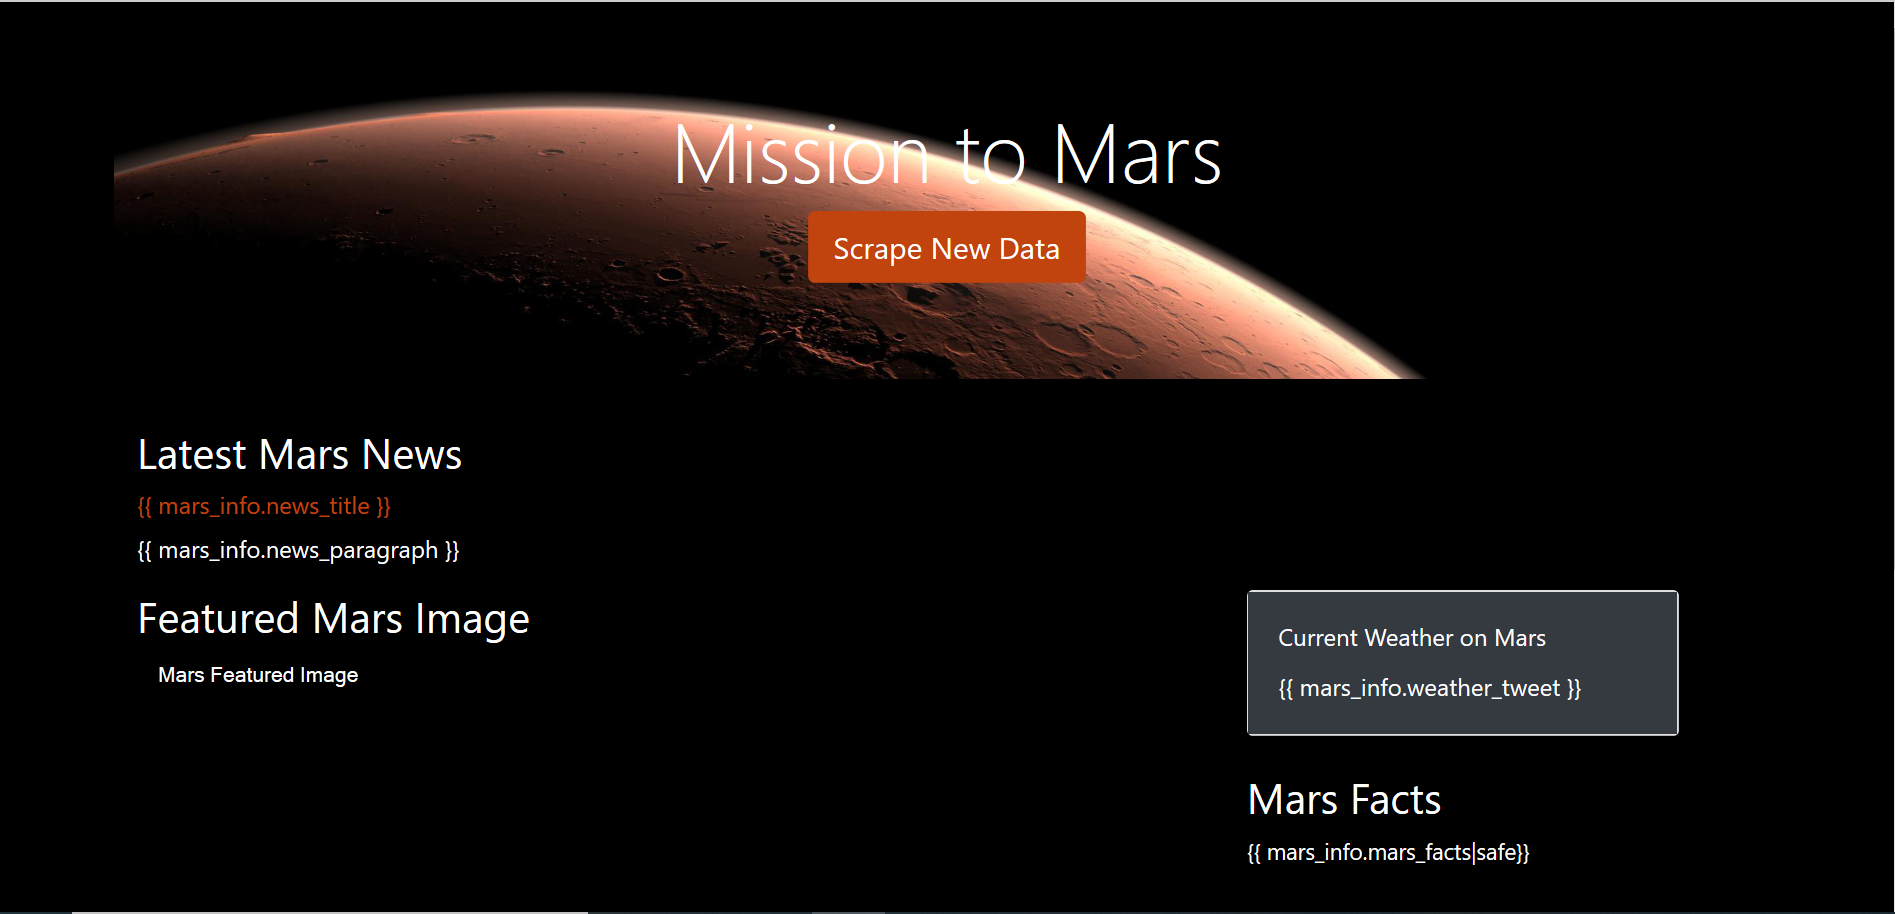 Mission to Mars
Scrape New Data
Latest Mars News
{{ mars_info.news_title }}
{{ mars_info.news_paragraph }}
Featured Mars Image
Mars Featured Image
Current Weather on Mars
{{ mars_info.weather_tweet }}
Mars Facts
{{ mars_info.mars_facts|safe}}